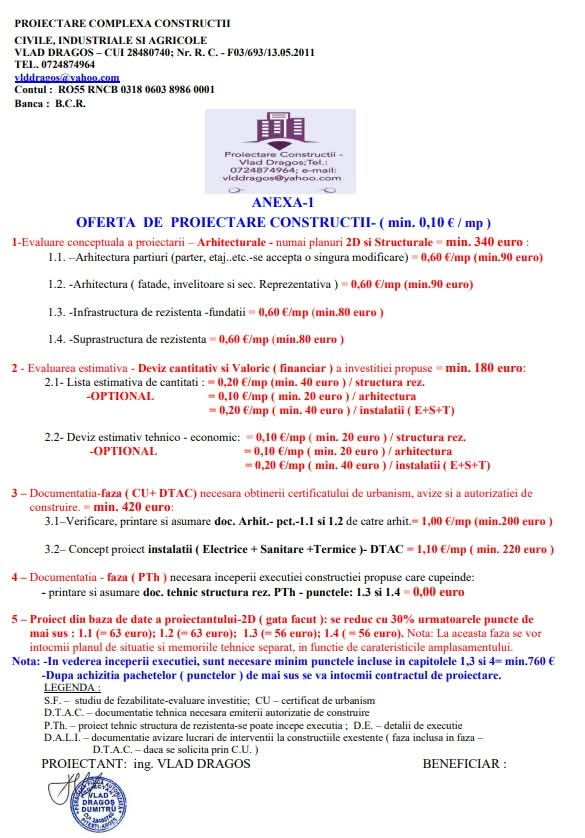 PROIECTARE COMPLEXA CONSTRUCTII
CIVILE, INDUSTRIALE SI AGRICOLE
VLAD DRAGOS – CUI 28480740; Nr. R. C. - F03/693/13.05.2011
TEL. 0724874964
vlddragos@yahoo.com
Contul : RO55 RNCB 0318 0603 8986 0001
Banca : B.C.R.
Proiectare Constructii -
Vlad Dragos;Tel.:
0724874964; e-mail:
vlddragos@yahoo.com
ANEXA-1
OFERTA DE PROIECTARE CONSTRUCTII- ( min. 0,10 € / mp )
1-Evaluare conceptuala a proiectarii – Arhitecturale - numai planuri 2D si Structurale = min. 340 euro :
1.1. –Arhitectura partiuri (parter, etaj..etc.-se accepta o singura modificare) = 0,60 €/mp (min.90 euro)
1.2. -Arhitectura ( fatade, invelitoare si sec. Reprezentativa ) = 0,60 €/mp (min.90 euro)
1.3. -Infrastructura de rezistenta -fundatii = 0,60 €/mp (min.80 euro )
1.4. -Suprastructura de rezistenta = 0,60 €/mp (min.80 euro )
2 - Evaluarea estimativa - Deviz cantitativ si Valoric ( financiar ) a investitiei propuse = min. 180 euro:
2.1- Lista estimativa de cantitati : = 0,20 €/mp (min. 40 euro ) / structura rez.
-OPTIONAL = 0,10 €/mp ( min. 20 euro ) / arhitectura
= 0,20 €/mp ( min. 40 euro ) / instalatii ( E+S+T)
2.2- Deviz estimativ tehnico - economic: = 0,10 €/mp ( min. 20 euro ) / structura rez.
-OPTIONAL = 0,10 €/mp ( min. 20 euro ) / arhitectura
= 0,20 €/mp ( min. 40 euro ) / instalatii ( E+S+T)
3 – Documentatia-faza ( CU+ DTAC) necesara obtinerii certificatului de urbanism, avize si a autorizatiei de
construire. = min. 420 euro:
3.1–Verificare, printare si asumare doc. Arhit.- pct.-1.1 si 1.2 de catre arhit.= 1,00 €/mp (min.200 euro )
3.2– Concept proiect instalatii ( Electrice + Sanitare +Termice )- DTAC = 1,10 €/mp ( min. 220 euro )
4 – Documentatia - faza ( PTh ) necesara inceperii executiei constructiei propuse care cupeinde:
- printare si asumare doc. tehnic structura rez. PTh - punctele: 1.3 si 1.4 = 0,00 euro
5 – Proiect din baza de date a proiectantului-2D ( gata facut ): se reduc cu 30% urmatoarele puncte de
mai sus : 1.1 (= 63 euro); 1.2 (= 63 euro); 1.3 (= 56 euro); 1.4 ( = 56 euro). Nota: La aceasta faza se vor
intocmii planul de situatie si memoriile tehnice separat, in functie de carateristicile amplasamentului.
Nota: -In vederea inceperii executiei, sunt necesare minim punctele incluse in capitolele 1,3 si 4= min.760 €
-Dupa achizitia pachetelor ( punctelor ) de mai sus se va intocmii contractul de proiectare.
LEGENDA :
S.F. – studiu de fezabilitate-evaluare investitie; CU – certificat de urbanism
D.T.A.C. – documentatie tehnica necesara emiterii autorizatie de construire
P.Th. – proiect tehnic structura de rezistenta-se poate incepe executia ; D.E. – detalii de executie
D.A.L.I. – documentatie avizare lucrari de interventii la constructiile exestente ( faza inclusa in faza –
D.T.A.C. – daca se solicita prin C.U. )
PROIECTANT: ing. VLAD DRAGOS BENEFICIAR :
VLAD
DRAGOS
DUMITRU